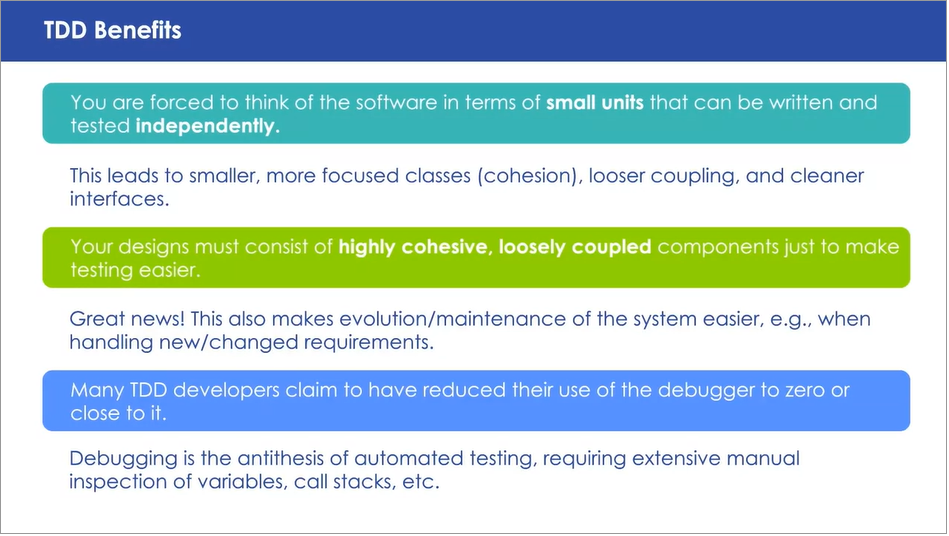 TDD Benefits
You are forced to think of the software in terms of small units that can be written and
tested independently.
This leads to smaller, more focused classes (cohesion), looser coupling, and cleaner
interfaces.
Your designs must consist of highly cohesive, loosely coupled components just to make
testing easier.
Great news! This also makes evolution/maintenance of the system easier, e.g., when
handling new/changed requirements.
Many TDD developers claim to have reduced their use of the debugger to zero or
close to it.
Debugging is the antithesis of automated testing, requiring extensive manual
inspection of variables, call stacks, etc.